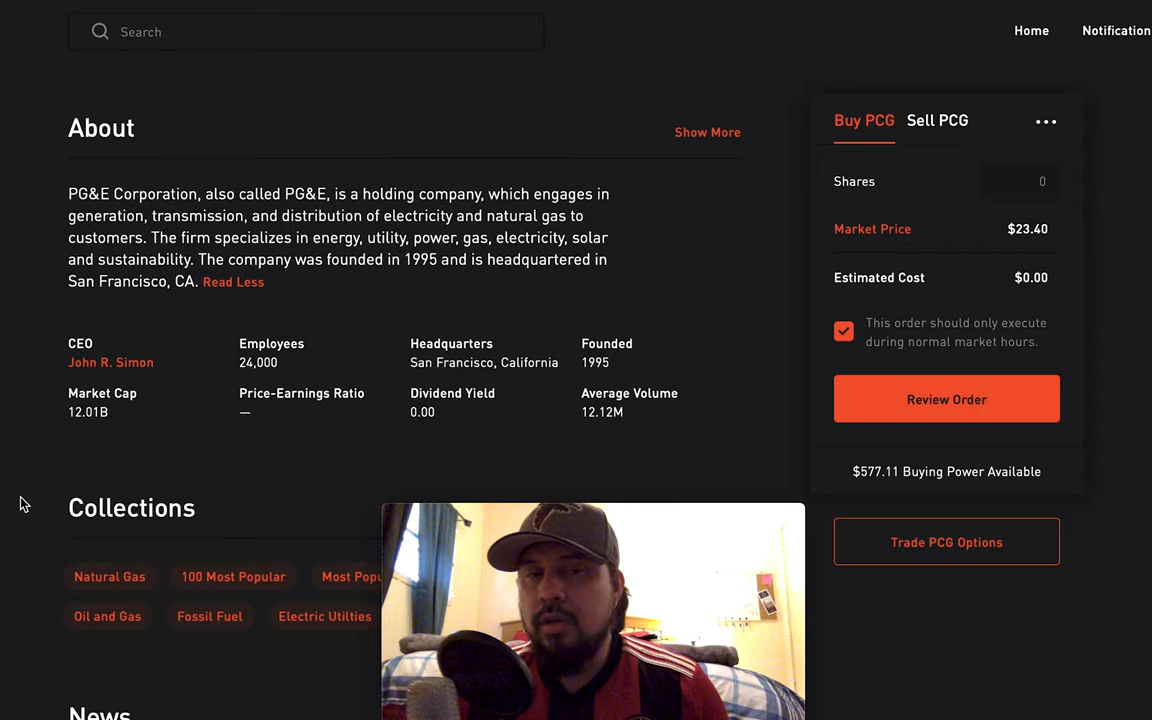 Search
Home
Notification
About
Show More
PG&E Corporation, also called PG&E, is a holding company, which engages in
generation, transmission, and distribution of electricity and natural gas to
customers. The firm specializes in energy, utility, power, gas, electricity, solar
and sustainability. The company was founded in 1995 and is headquartered in
San Francisco, CA. Read Less
CEO
Employees
Headquarters
Founded
John R. Simon
24,000
San Francisco, California
1995
Market Cap
Price-Earnings Ratio
Dividend Yield
Average Volume
12.01B
—
0.00
12.12M
Collections
Natural Gas
100 Most Popular
Most Popu
Oil and Gas
Fossil Fuel
Electric Utilties
News
Buy PCG
Sell PCG
Shares
0
Market Price
$23.40
Estimated Cost
$0.00
This order should only execute
during normal market hours.
Review Order
$577.11 Buying Power Available
Trade PCG Options